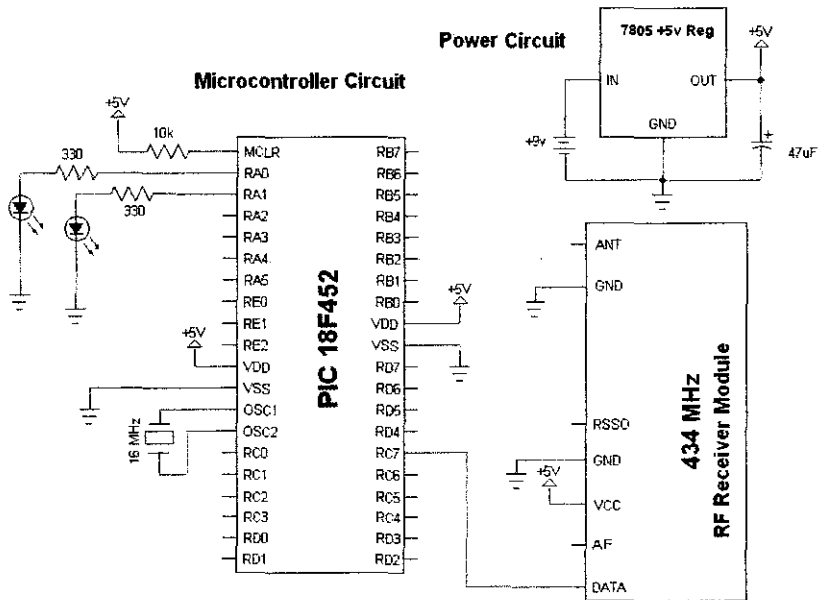 Power Circuit
7805 +5v Reg
+5V
IN
OUT
GND
+9v
47uF
Microcontroller Circuit
+5V
10k
330
330
MCLR
RA0
RA1
RA2
RA3
RA4
RA5
RE0
RE1
RE2
+5V
VDD
VSS
OSC1
OSC2
16 MHz
RC0
RC1
RC2
RC3
RD0
RD1
PIC 18F452
RB7
RB6
RB5
RB4
RB3
RB2
RB1
RB0
VDD
+5V
VSS
RD7
RD6
RD5
RD4
RC7
RC6
RC5
RC4
RD3
RD2
ANT
GND
RSSO
GND
+5V
VCC
AF
DATA
434 MHz
RF Receiver Module